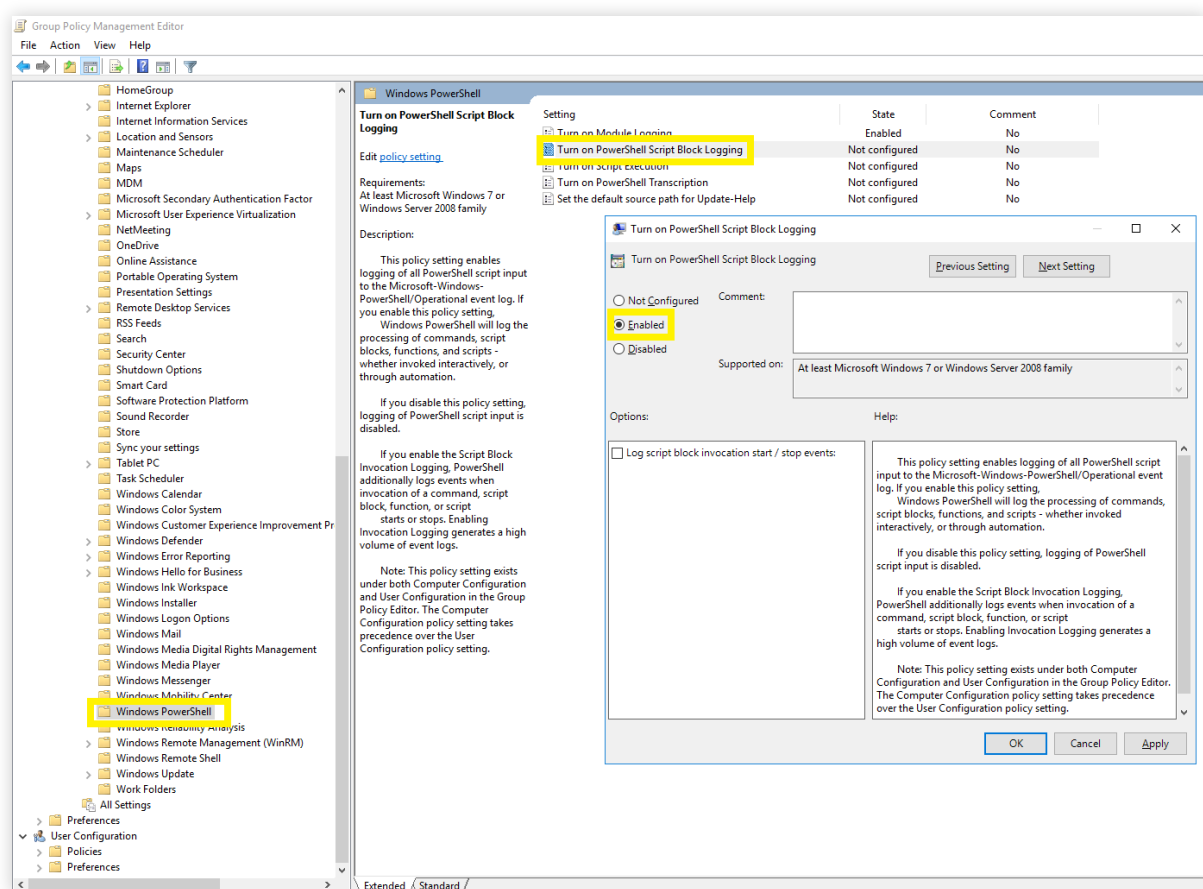 Group Policy Management Editor
File Action View Help
HomeGroup
Internet Explorer
Internet Information Services
Location and Sensors
Maintenance Scheduler
Maps
MDM
Microsoft Secondary Authentication Factor
Microsoft User Experience Virtualization
NetMeeting
OneDrive
Online Assistance
Portable Operating System
Presentation Settings
Remote Desktop Services
RSS Feeds
Search
Security Center
Shutdown Options
Smart Card
Software Protection Platform
Sound Recorder
Store
Sync your settings
Tablet PC
Task Scheduler
Windows Calendar
Windows Color System
Windows Customer Experience Improvement Pr
Windows Defender
Windows Error Reporting
Windows Hello for Business
Windows Ink Workspace
Windows Installer
Windows Logon Options
Windows Mail
Windows Media Digital Rights Management
Windows Media Player
Windows Messenger
Windows Mobility Center
Windows PowerShell
Windows Reliability Analysis
Windows Remote Management (WinRM)
Windows Remote Shell
Windows Update
Work Folders
All Settings
Preferences
User Configuration
Policies
Preferences
Windows PowerShell
Turn on PowerShell Script Block
Logging
Edit policy setting
Requirements:
At least Microsoft Windows 7 or
Windows Server 2008 family
Description:
This policy setting enables
logging of all PowerShell script input
to the Microsoft-Windows-
PowerShell/Operational event log. If
you enable this policy setting,
Windows PowerShell will log the
processing of commands, script
blocks, functions, and scripts -
whether invoked interactively, or
through automation.
If you disable this policy setting,
logging of PowerShell script input is
disabled.
If you enable the Script Block
Invocation Logging, PowerShell
additionally logs events when
invocation of a command, script
block, function, or script
starts or stops. Enabling
Invocation Logging generates a high
volume of event logs.
Note: This policy setting exists
under both Computer Configuration
and User Configuration in the Group
Policy Editor. The Computer
Configuration policy setting takes
precedence over the User
Configuration policy setting.
Setting State Comment
Turn on Module Logging Enabled No
Turn on PowerShell Script Block Logging Not configured No
Turn on Script Execution Not configured No
Turn on PowerShell Transcription Not configured No
Set the default source path for Update-Help Not configured No
Turn on PowerShell Script Block Logging
Turn on PowerShell Script Block Logging
Previous Setting Next Setting
Not Configured Comment:
Enabled
Disabled
Supported on: At least Microsoft Windows 7 or Windows Server 2008 family
Options: Help:
Log script block invocation start / stop events:
This policy setting enables logging of all PowerShell script
input to the Microsoft-Windows-PowerShell/Operational event
log. If you enable this policy setting,
Windows PowerShell will log the processing of commands,
script blocks, functions, and scripts - whether invoked
interactively, or through automation.
If you disable this policy setting, logging of PowerShell
script input is disabled.
If you enable the Script Block Invocation Logging,
PowerShell additionally logs events when invocation of a
command, script block, function, or script
starts or stops. Enabling Invocation Logging generates a
high volume of event logs.
Note: This policy setting exists under both Computer
Configuration and User Configuration in the Group Policy Editor.
The Computer Configuration policy setting takes precedence
over the User Configuration policy setting.
OK Cancel Apply
Extended Standard